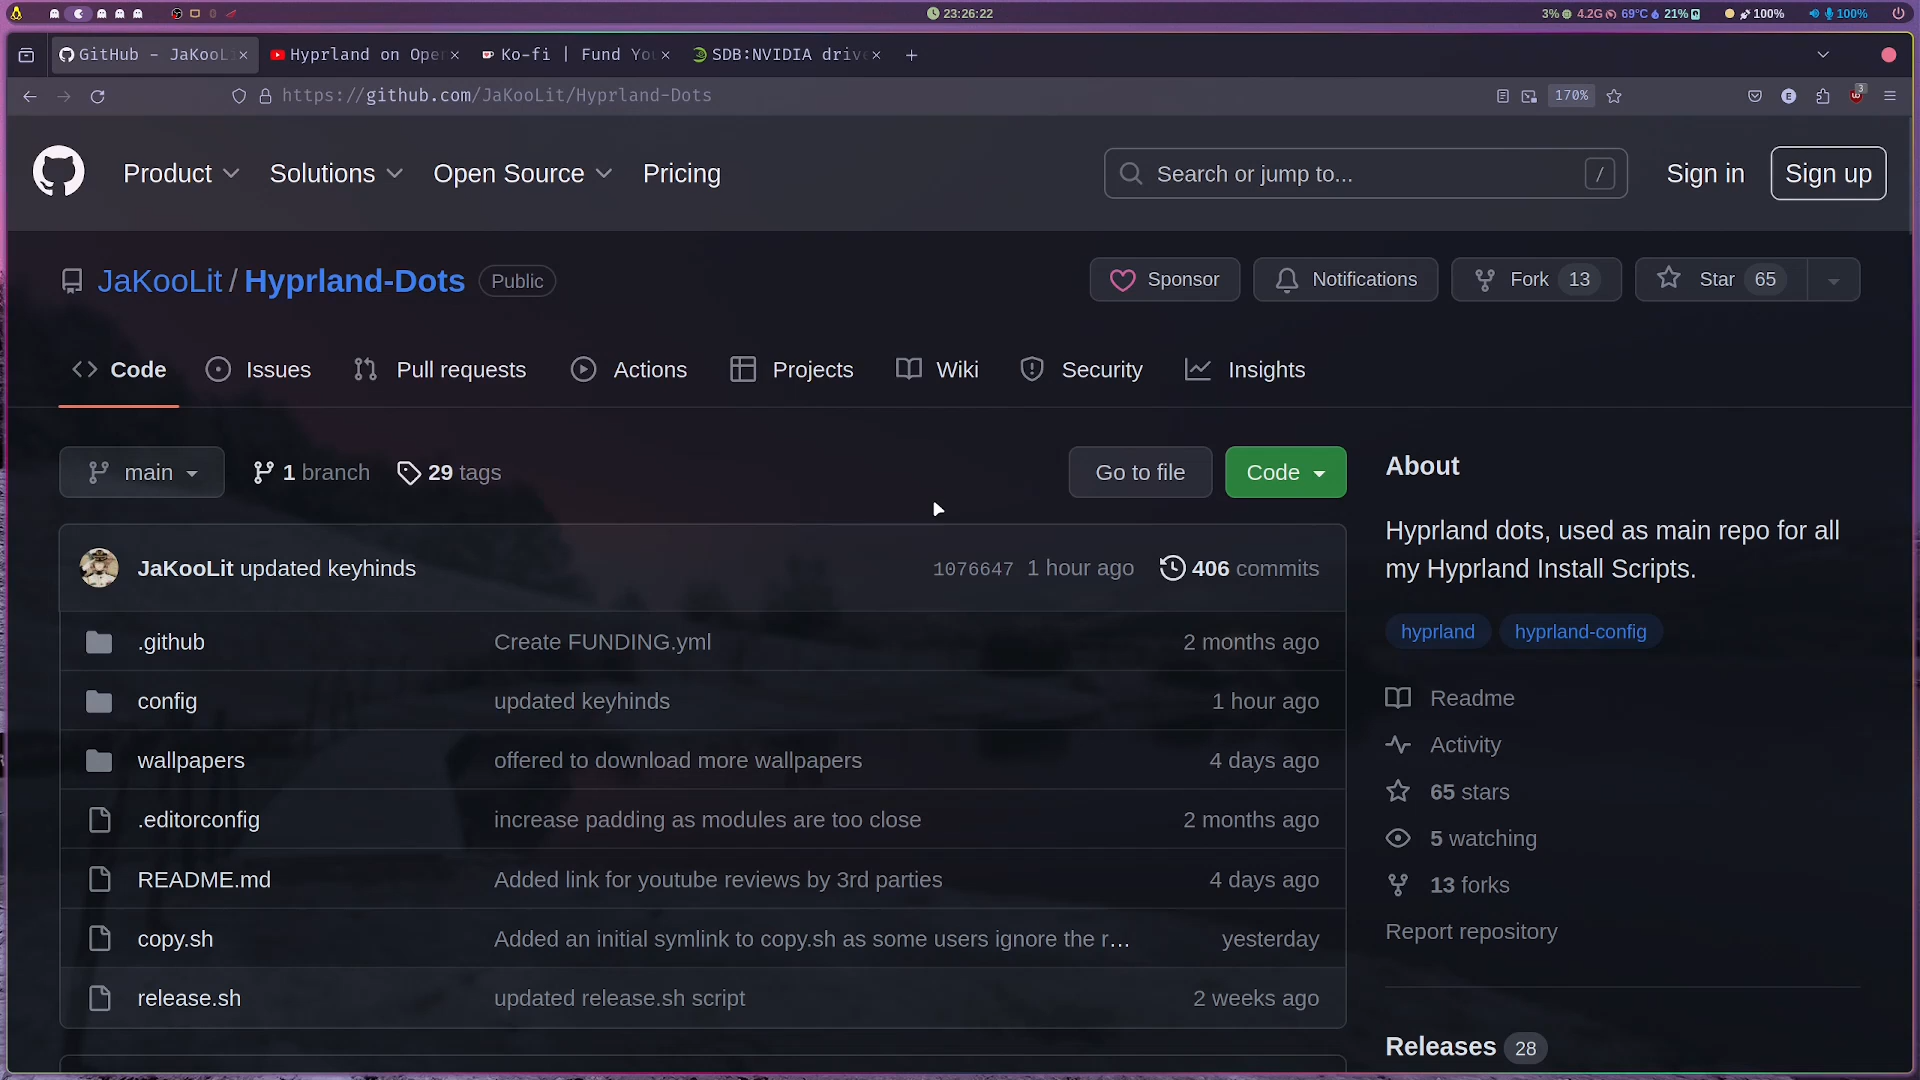 23:26:22
3% 4.2G 69°C 21% 100% 100%
GitHub - JaKooLi
Hyprland on Ope
Ko-fi | Fund Yo
SDB:NVIDIA drive
https://github.com/JaKooLit/Hyprland-Dots
170%
E
3
Product
Solutions
Open Source
Pricing
Search or jump to...
/
Sign in
Sign up
JaKooLit / Hyprland-Dots
Public
Sponsor
Notifications
Fork 13
Star 65
Code
Issues
Pull requests
Actions
Projects
Wiki
Security
Insights
main
1 branch
29 tags
Go to file
Code
JaKooLit updated keyhinds
1076647 1 hour ago
406 commits
.github
Create FUNDING.yml
2 months ago
config
updated keyhinds
1 hour ago
wallpapers
offered to download more wallpapers
4 days ago
.editorconfig
increase padding as modules are too close
2 months ago
README.md
Added link for youtube reviews by 3rd parties
4 days ago
copy.sh
Added an initial symlink to copy.sh as some users ignore the r...
yesterday
release.sh
updated release.sh script
2 weeks ago
About
Hyprland dots, used as main repo for all
my Hyprland Install Scripts.
hyprland
hyprland-config
Readme
Activity
65 stars
5 watching
13 forks
Report repository
Releases 28